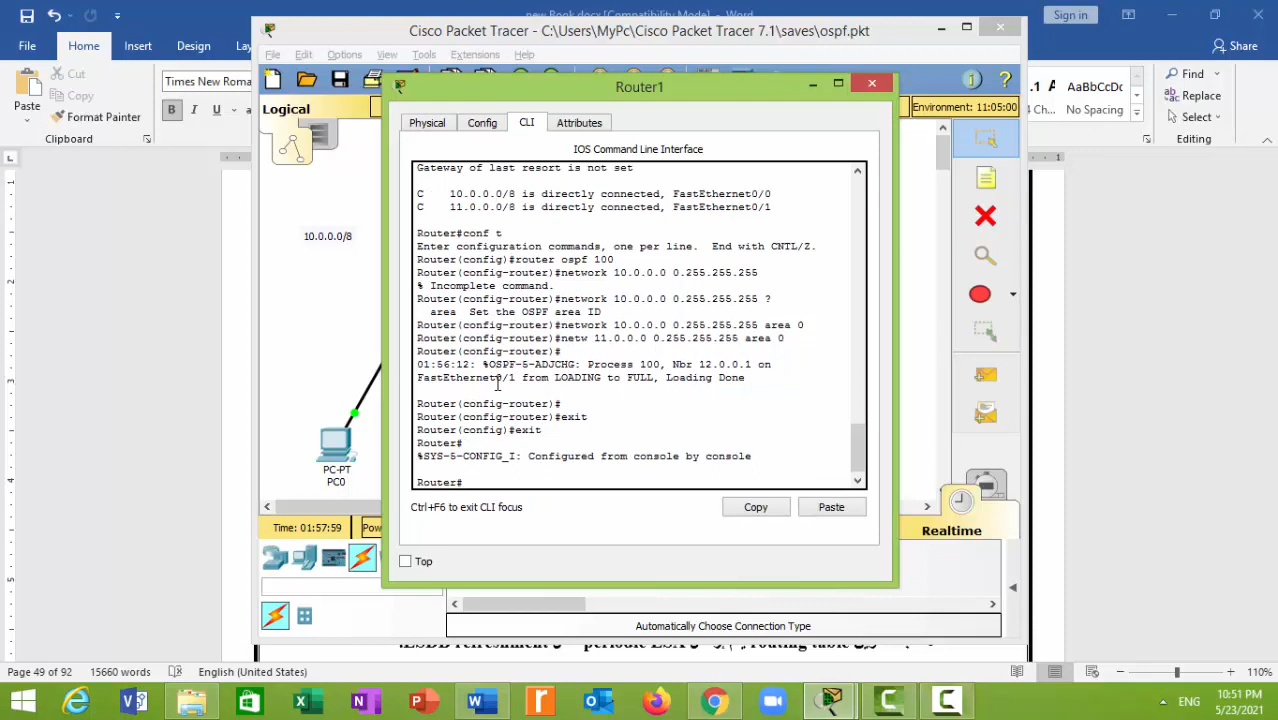 new Book.docx [Compatibility Mode] - Word
Sign in
File
Home
Insert
Design
Share
Cisco Packet Tracer - C:\Users\MyPc\Cisco Packet Tracer 7.1\saves\ospf.pkt
File Edit Options View Tools Extensions Help
Paste
Cut
Copy
Format Painter
Clipboard
Times New Roma
B I U
AaBbCc
AaBbCcDc
4 Ch...
No Spacing
Find
Replace
Select
Editing
Logical
Environment: 11:05:00
Router1
Physical
Config
CLI
Attributes
IOS Command Line Interface
Gateway of last resort is not set
C 10.0.0.0/8 is directly connected, FastEthernet0/0
C 11.0.0.0/8 is directly connected, FastEthernet0/1
Router#conf t
Enter configuration commands, one per line. End with CNTL/Z.
Router(config)#router ospf 100
Router(config-router)#network 10.0.0.0 0.255.255.255
% Incomplete command.
Router(config-router)#network 10.0.0.0 0.255.255.255 ?
area Set the OSPF area ID
Router(config-router)#network 10.0.0.0 0.255.255.255 area 0
Router(config-router)#netw 11.0.0.0 0.255.255.255 area 0
Router(config-router)#
01:56:12: %OSPF-5-ADJCHG: Process 100, Nbr 12.0.0.1 on
FastEthernet0/1 from LOADING to FULL, Loading Done
Router(config-router)#
Router(config-router)#exit
Router(config)#exit
Router#
%SYS-5-CONFIG_I: Configured from console by console
Router#
Ctrl+F6 to exit CLI focus
Copy
Paste
Top
10.0.0.0/8
PC-PT
PC0
Time: 01:57:59
Realtime
Automatically Choose Connection Type
Page 49 of 92
15660 words
English (United States)
110%
ENG
10:51 PM
5/23/2021